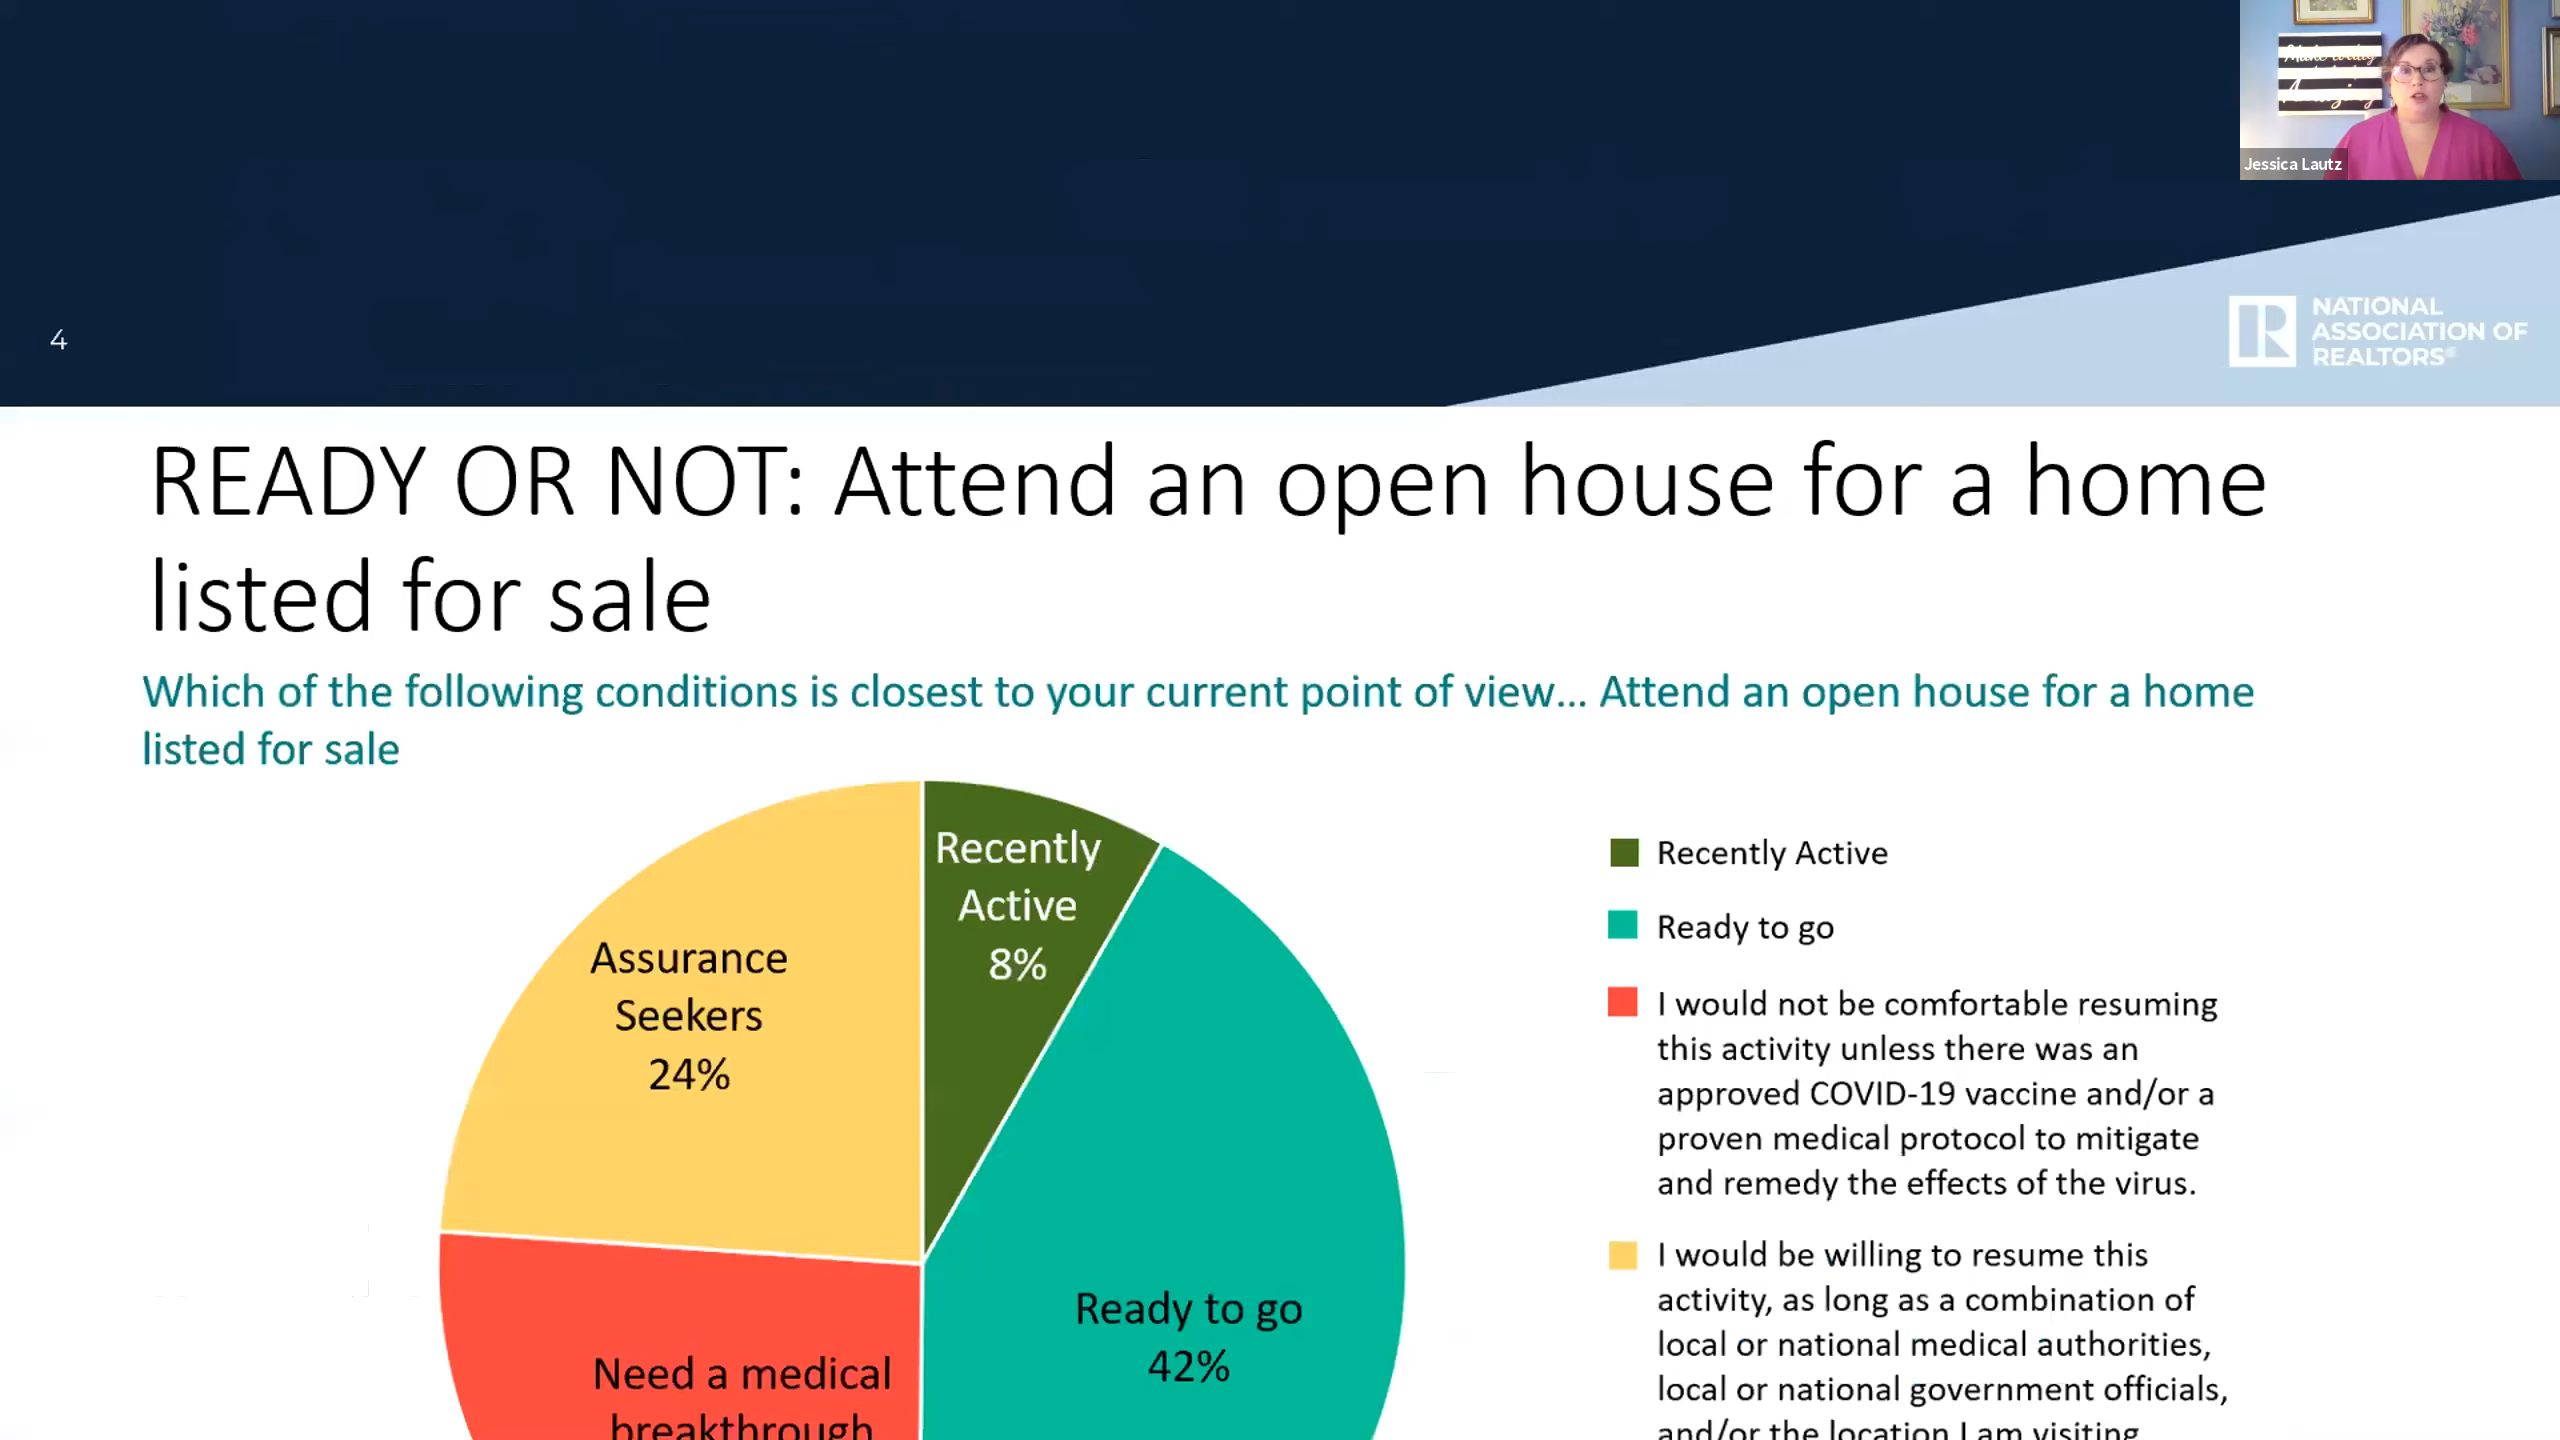 Make today
Amazing
Jessica Lautz
4
NATIONAL
ASSOCIATION OF
REALTORS®
READY OR NOT: Attend an open house for a home
listed for sale
Which of the following conditions is closest to your current point of view... Attend an open house for a home
listed for sale
Recently
Active
8%
Assurance
Seekers
24%
Ready to go
42%
Need a medical
breakthrough
Recently Active
Ready to go
I would not be comfortable resuming
this activity unless there was an
approved COVID-19 vaccine and/or a
proven medical protocol to mitigate
and remedy the effects of the virus.
I would be willing to resume this
activity, as long as a combination of
local or national medical authorities,
local or national government officials,
and/or the location I am visiting